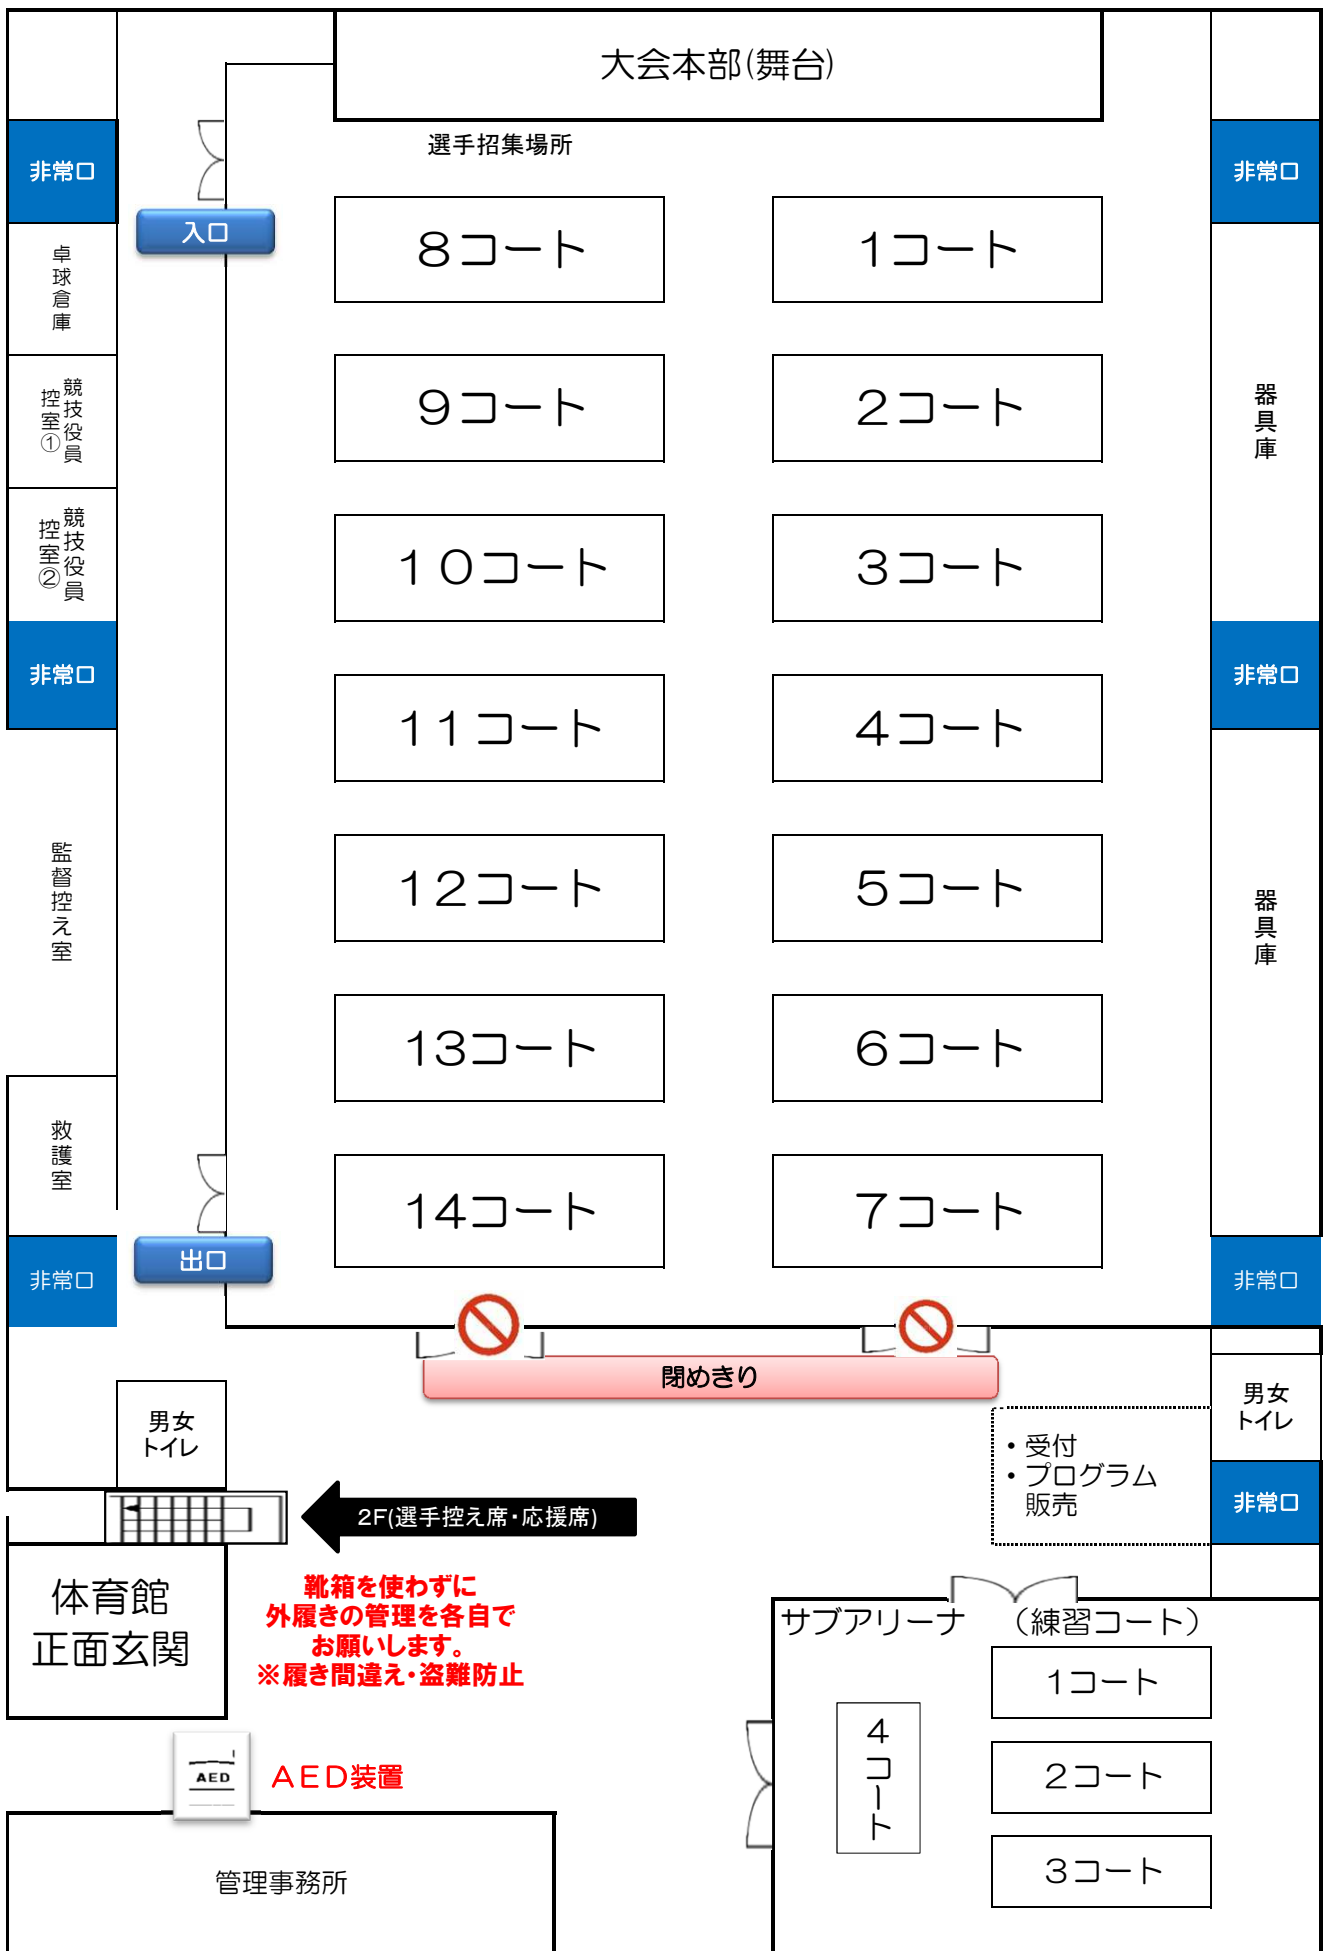 大会本部(舞台)
選手招集場所
非常口
非常口
入口
8コート
1コート
卓球倉庫
9コート
2コート
競技役員
控室①
器具庫
10コート
3コート
競技役員
控室②
非常口
非常口
11コート
4コート
監督控え室
12コート
5コート
器具庫
13コート
6コート
救護室
14コート
7コート
出口
非常口
非常口
閉めきり
男女
トイレ
男女
トイレ
・受付
・プログラム
販売
非常口
2F(選手控え席・応援席)
体育館
正面玄関
靴箱を使わずに
外履きの管理を各自で
お願いします。
※履き間違え・盗難防止
サブアリーナ （練習コート）
1コート
4コート
2コート
3コート
AED
AED装置
管理事務所